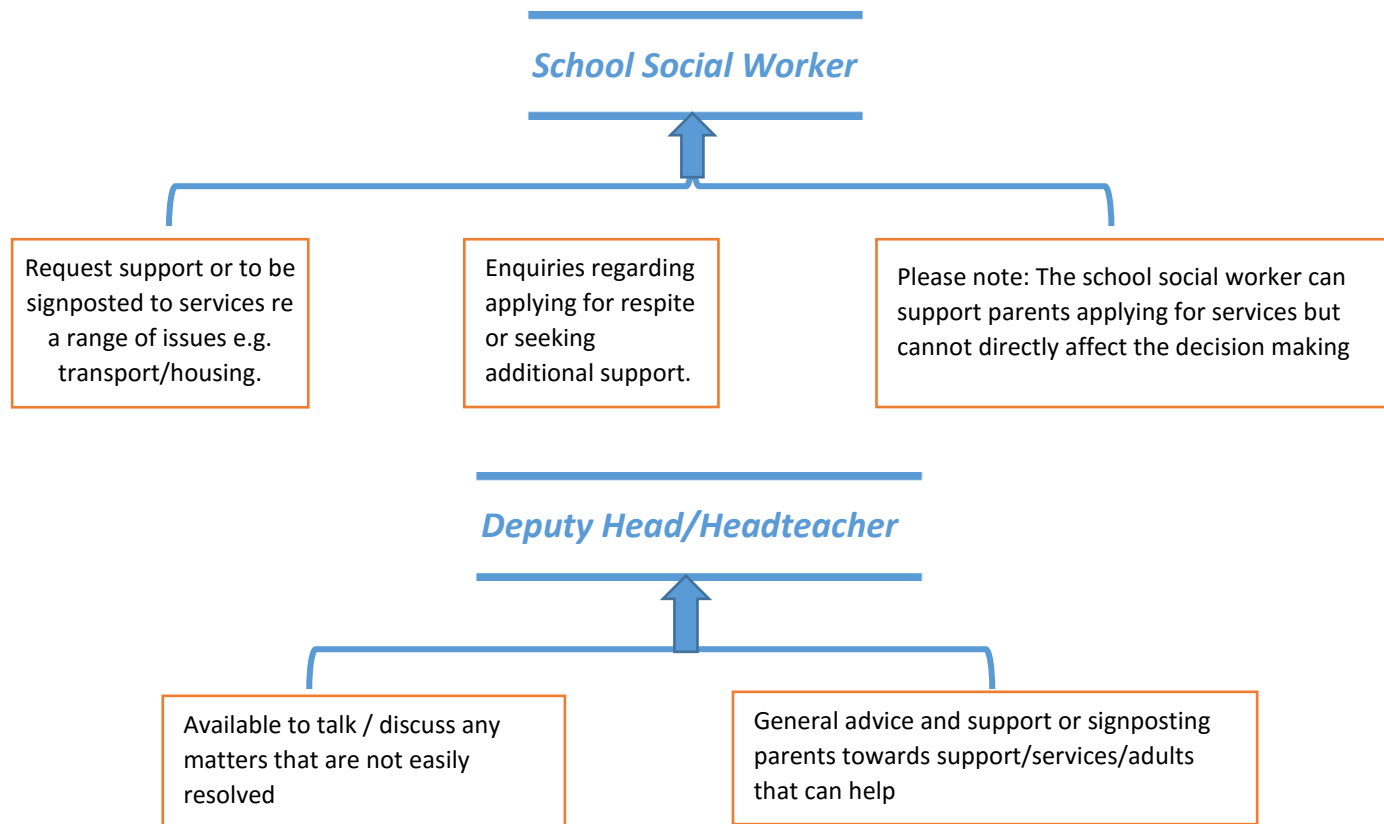 School Social Worker
Request support or to be
signposted to services re
a range of issues e.g.
transport/housing.
Enquiries regarding
applying for respite
or seeking
additional support.
Please note: The school social worker can
support parents applying for services but
cannot directly affect the decision making
Deputy Head/Headteacher
Available to talk / discuss any
matters that are not easily
resolved
General advice and support or signposting
parents towards support/services/adults
that can help